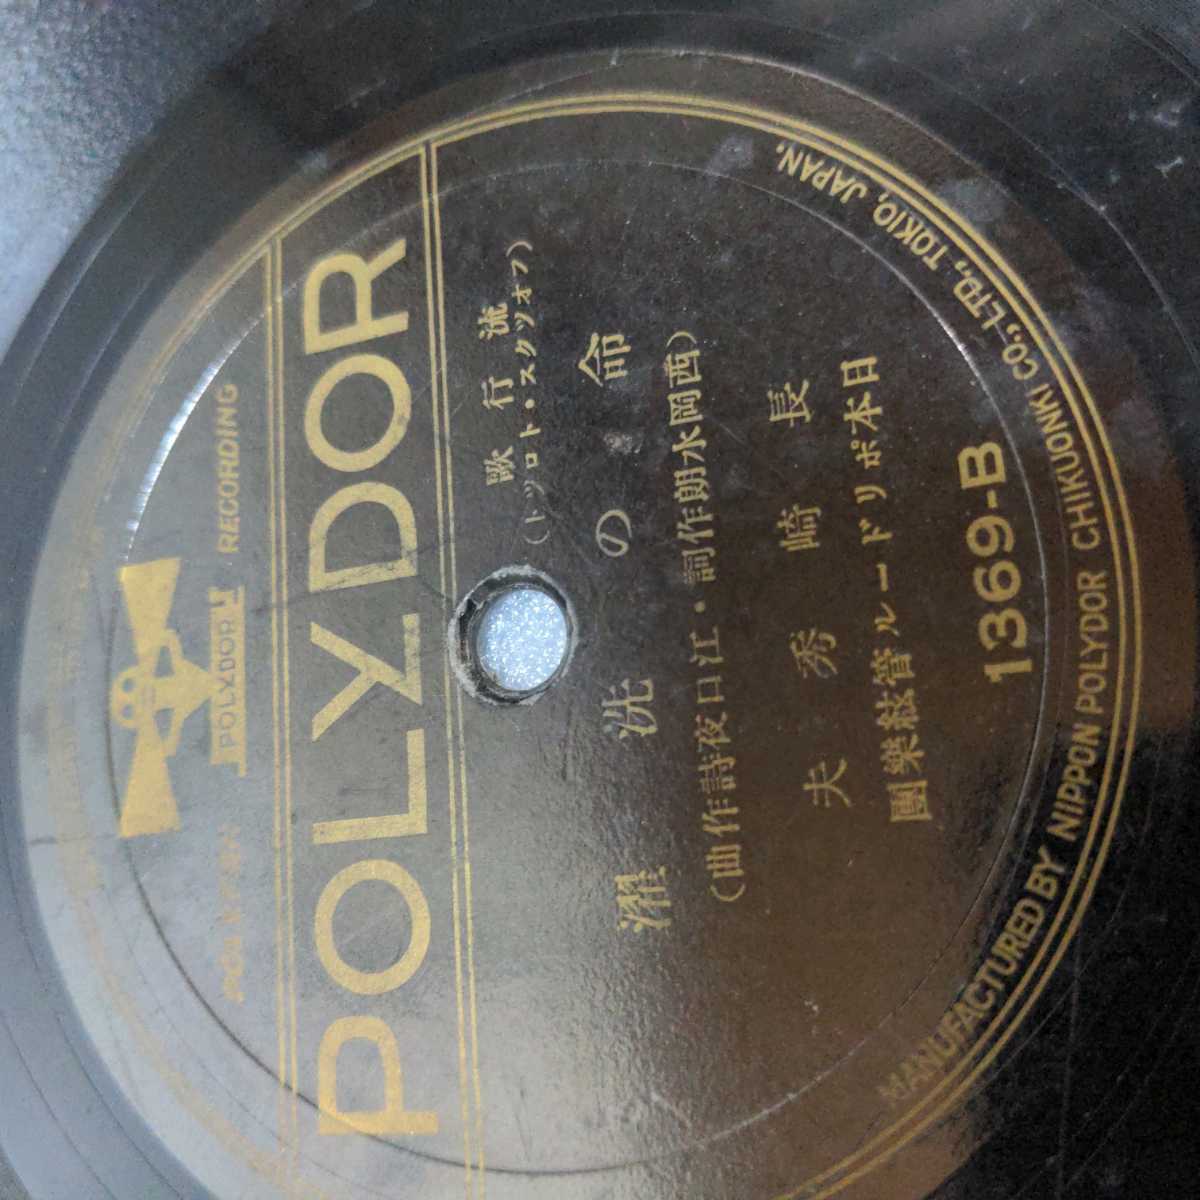 POLYDOR
RECORDING
POLYDOR
流行歌
(フオツクス・トロツト)
命の洗濯
(西岡水朗作詞・江口夜詩作曲)
長崎秀夫
日本ポリドール管絃樂團
1369-B
MANUFACTURED BY NIPPON POLYDOR CHIKUONKI CO., LTD., TOKIO, JAPAN.